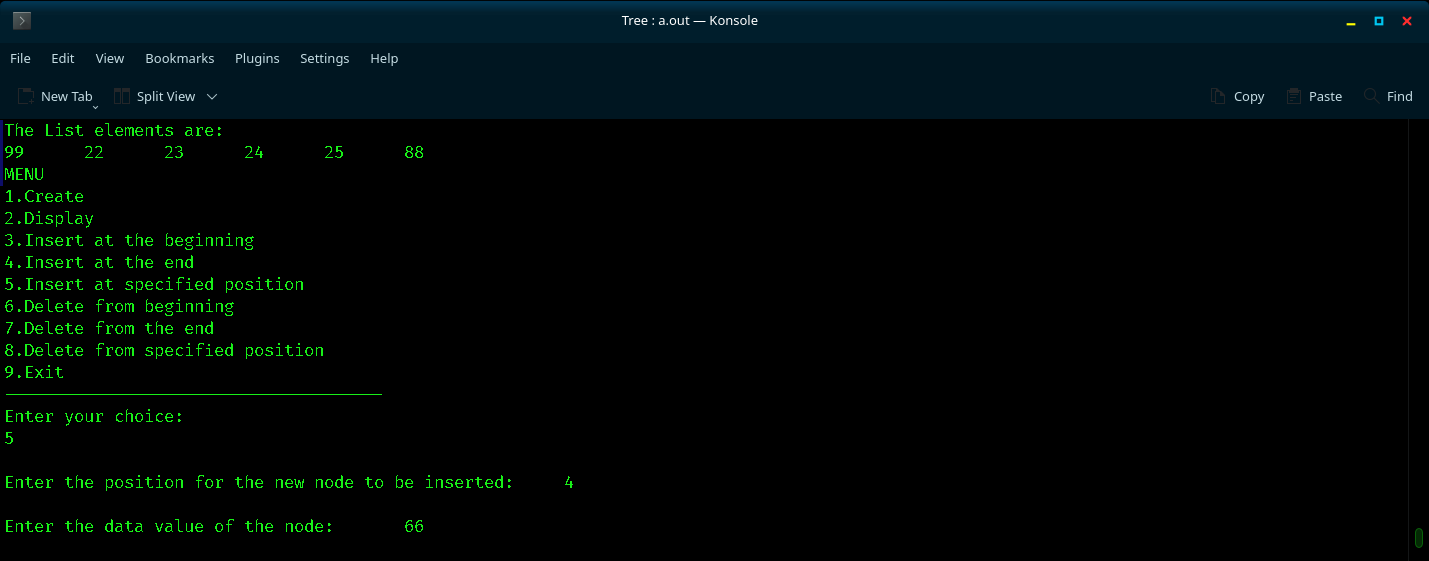 Tree : a.out — Konsole
File Edit View Bookmarks Plugins Settings Help
New Tab Split View Copy Paste Find
The List elements are:
99 22 23 24 25 88
MENU
1.Create
2.Display
3.Insert at the beginning
4.Insert at the end
5.Insert at specified position
6.Delete from beginning
7.Delete from the end
8.Delete from specified position
9.Exit
Enter your choice:
5
Enter the position for the new node to be inserted: 4
Enter the data value of the node: 66